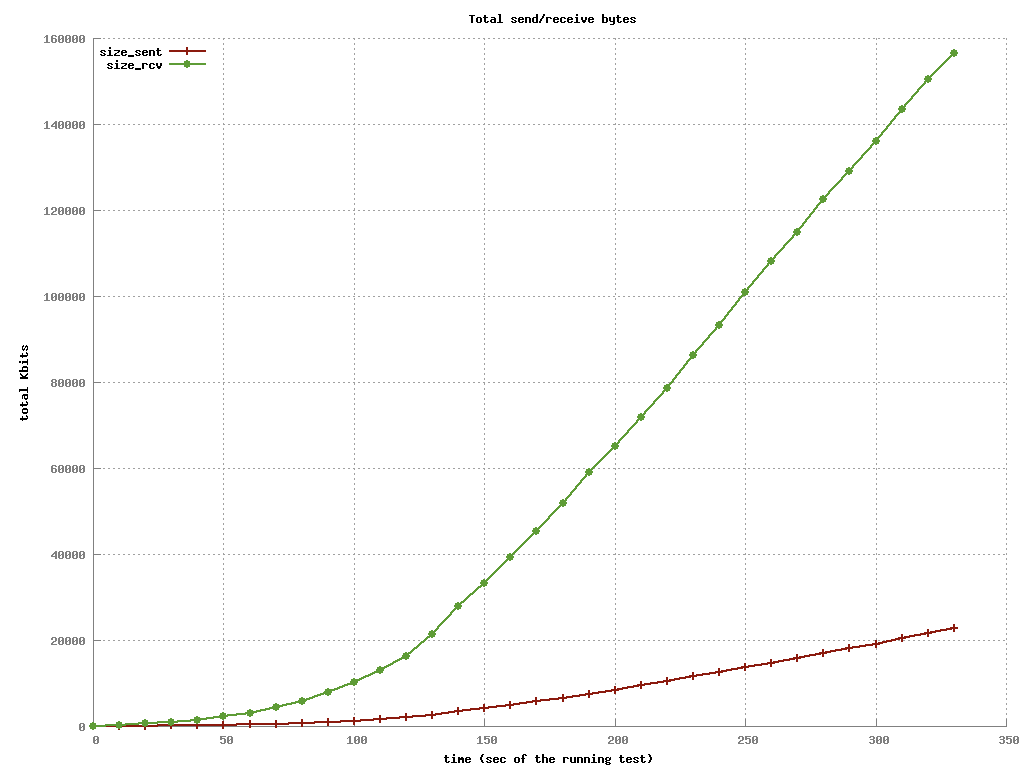 Total send/receive bytes
160000
size_sent
size_rcv
140000
120000
100000
total Kbits
80000
60000
40000
20000
0
0 50 100 150 200 250 300 350
time (sec of the running test)